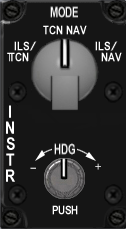 MODE
TCN NAV
ILS/
TCN
ILS/
NAV
INSTR
HDG
- +
PUSH